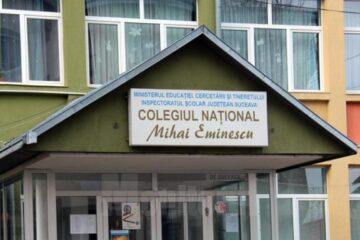 MINISTERUL EDUCAȚIEI, CERCETĂRII ȘI TINERETULUI
INSPECTORATUL ȘCOLAR JUDEȚEAN SUCEAVA
COLEGIUL NAȚIONAL
Mihai Eminescu